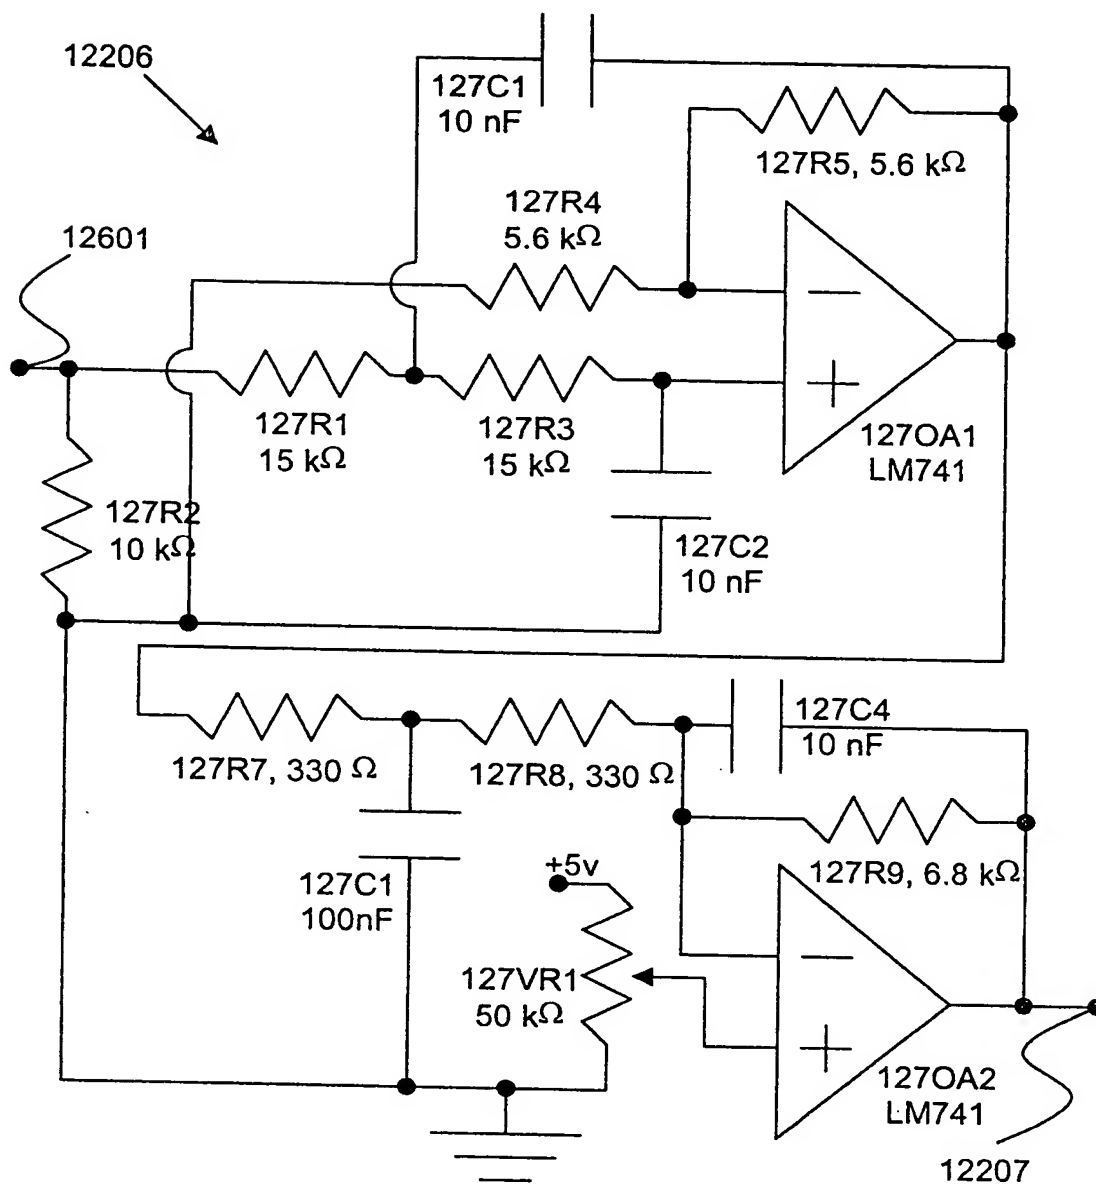 12206
127C1
10 nF
127R5, 5.6 kΩ
127R4
5.6 kΩ
12601
127R1
15 kΩ
127R3
15 kΩ
127OA1
LM741
127R2
10 kΩ
127C2
10 nF
127C4
10 nF
127R7, 330 Ω
127R8, 330 Ω
+5v
127R9, 6.8 kΩ
127C1
100nF
127VR1
50 kΩ
127OA2
LM741
12207